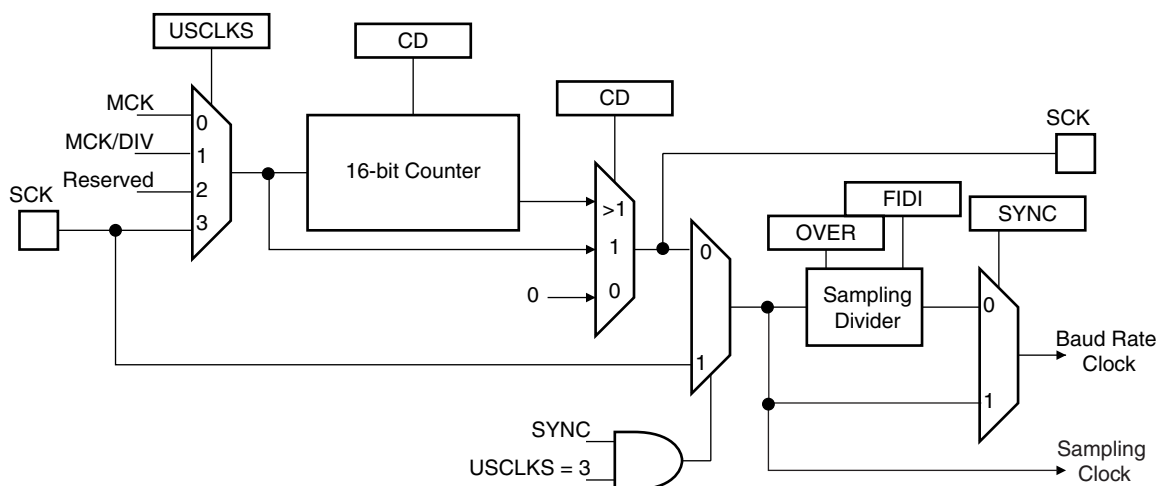 USCLKS
CD
CD
SCK
MCK
0
MCK/DIV
1
16-bit Counter
Reserved
2
SCK
3
>1
1
0
0
FIDI
OVER
SYNC
0
Sampling
Divider
0
1
Baud Rate
Clock
1
SYNC
USCLKS = 3
Sampling
Clock